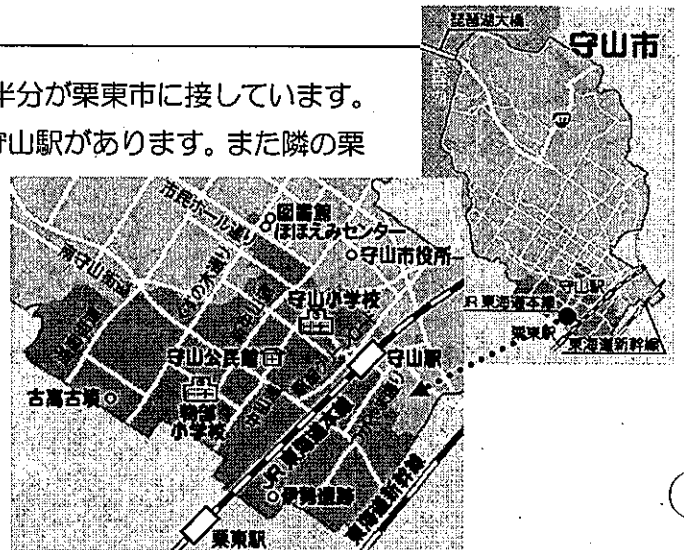 半分が栗東市に接しています。
守山駅があります。また隣の栗
琵琶湖大橋
守山市
守山駅
JR東海道本線
栗東駅
東海道新幹線
市民ホール通り
図書館
ほほえみセンター
守山市役所
守山小学校
守山公民館
守山駅
古高古墳
物部
小学校
JR東海道本線
伊勢遺跡
東海道新幹線
栗東駅